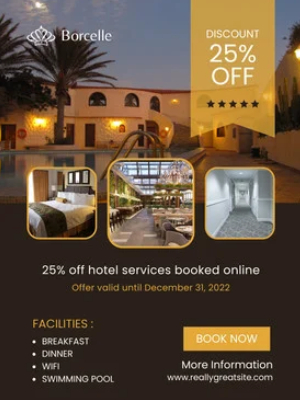 Borcelle
DISCOUNT
25%
OFF
25% off hotel services booked online
Offer valid until December 31, 2022
FACILITIES :
BREAKFAST
DINNER
WIFI
SWIMMING POOL
BOOK NOW
More Information
www.reallygreatsite.com